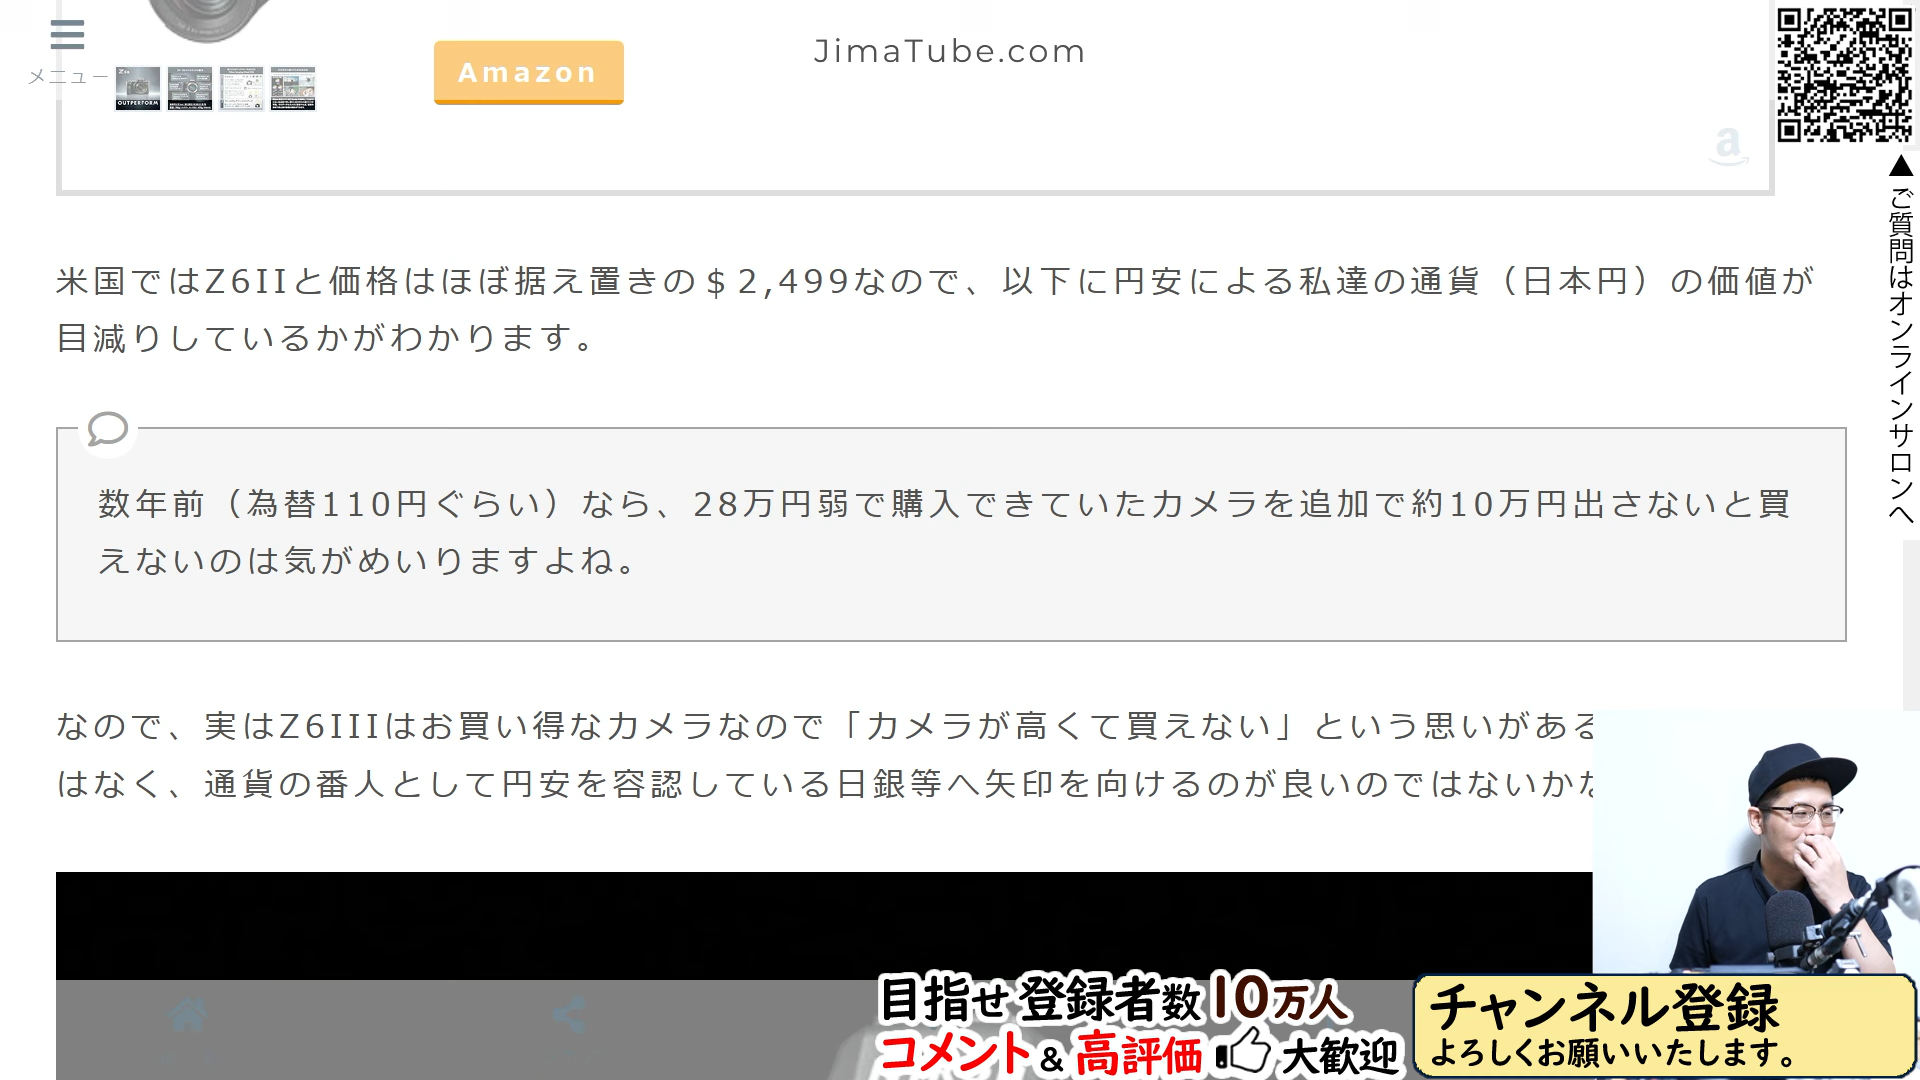 JimaTube.com
メニュー
OUTPERFORM
Amazon
a
▲ご質問はオンラインサロンへ
米国ではZ6IIと価格はほぼ据え置きの＄2,499なので、以下に円安による私達の通貨（日本円）の価値が
目減りしているかがわかります。
数年前（為替110円ぐらい）なら、28万円弱で購入できていたカメラを追加で約10万円出さないと買
えないのは気がめいりますよね。
なので、実はZ6IIIはお買い得なカメラなので「カメラが高くて買えない」という思いがある
はなく、通貨の番人として円安を容認している日銀等へ矢印を向けるのが良いのではないかな
目指せ登録者数10万人
コメント&高評価 大歓迎
チャンネル登録
よろしくお願いいたします。